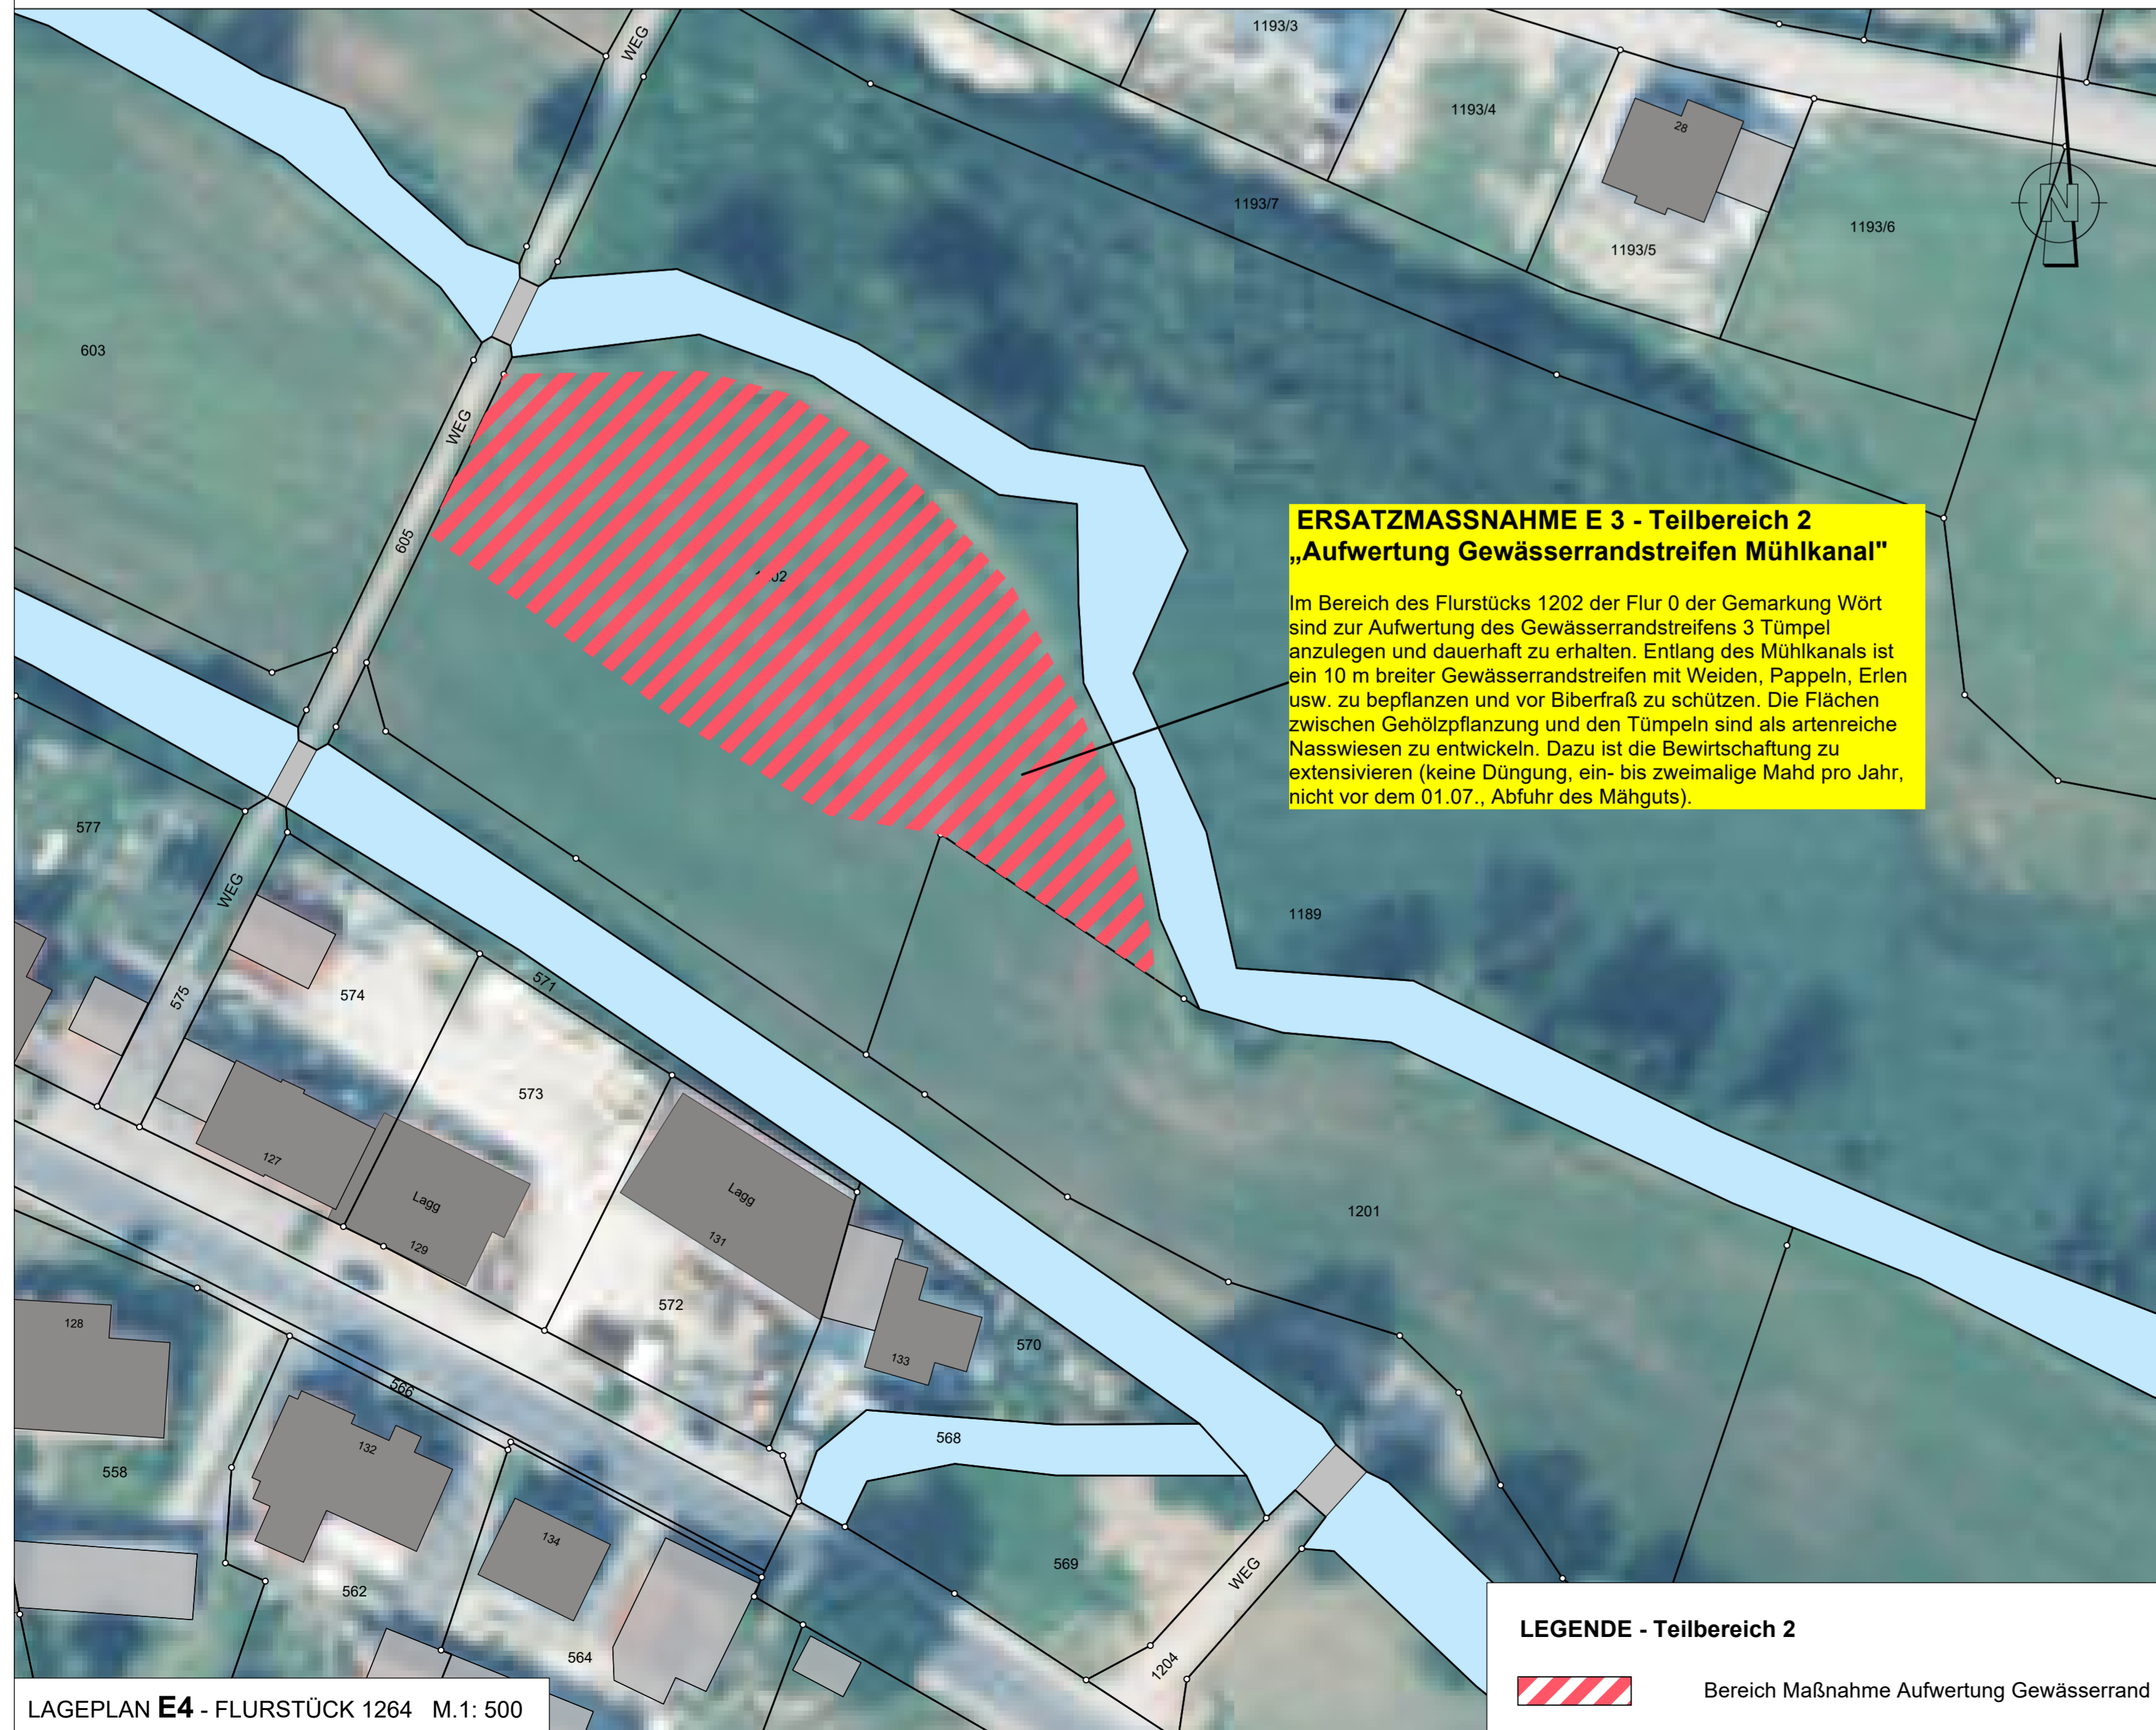 WEG
1193/3
1193/4
28
1193/7
1193/5
1193/6
N
603
WEG
605
ERSATZMASSNAHME E 3 - Teilbereich 2
„Aufwertung Gewässerrandstreifen Mühlkanal"
Im Bereich des Flurstücks 1202 der Flur 0 der Gemarkung Wört
sind zur Aufwertung des Gewässerrandstreifens 3 Tümpel
anzulegen und dauerhaft zu erhalten. Entlang des Mühlkanals ist
ein 10 m breiter Gewässerrandstreifen mit Weiden, Pappeln, Erlen
usw. zu bepflanzen und vor Biberfraß zu schützen. Die Flächen
zwischen Gehölzpflanzung und den Tümpeln sind als artenreiche
Nasswiesen zu entwickeln. Dazu ist die Bewirtschaftung zu
extensivieren (keine Düngung, ein- bis zweimalige Mahd pro Jahr,
nicht vor dem 01.07., Abfuhr des Mähguts).
577
WEG
1189
575
574
571
573
127
Lagg
129
Lagg
131
1201
572
133
570
128
566
132
568
558
134
569
WEG
562
564
1204
LEGENDE - Teilbereich 2
Bereich Maßnahme Aufwertung Gewässerrand
LAGEPLAN E4 - FLURSTÜCK 1264 M.1: 500